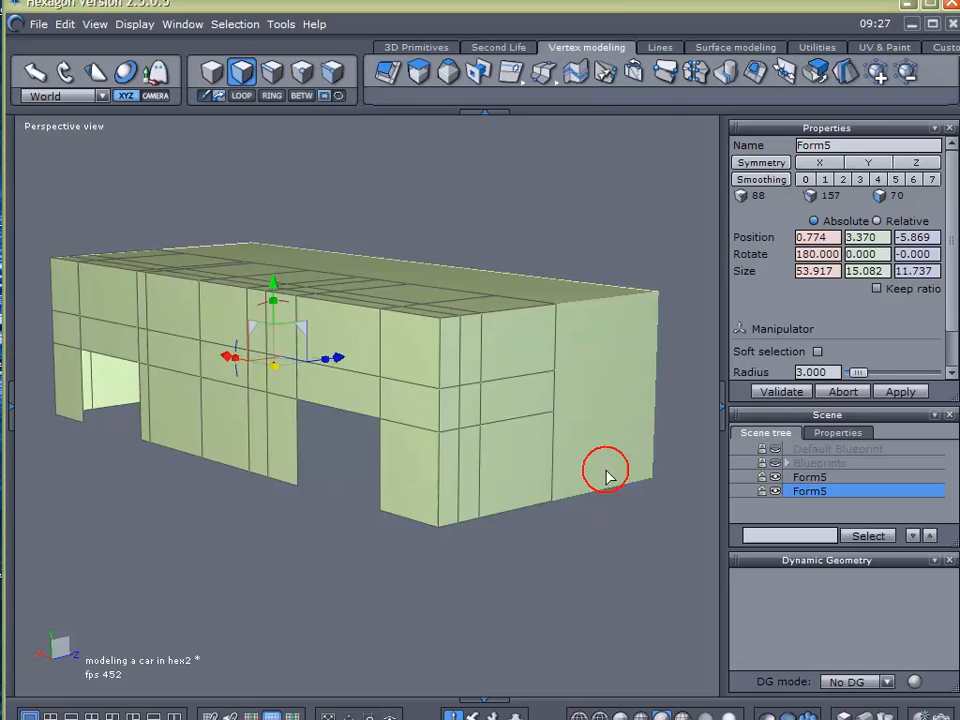 Hexagon Version 2.5.0.5
File Edit View Display Window Selection Tools Help 09:27
3D Primitives Second Life Vertex modeling Lines Surface modeling Utilities UV & Paint Custo
World XYZ CAMERA LOOP RING BETW
Perspective view
Properties
Name Form5
Symmetry X Y Z
Smoothing 0 1 2 3 4 5 6 7
88 157 70
Absolute Relative
Position 0.774 3.370 -5.869
Rotate 180.000 0.000 -0.000
Size 53.917 15.082 11.737
Keep ratio
Manipulator
Soft selection
Radius 3.000
Validate Abort Apply
Scene
Scene tree Properties
Default Blueprint
Blueprints
Form5
Form5
Select
Dynamic Geometry
Y
X Z
modeling a car in hex2 *
fps 452
DG mode: No DG